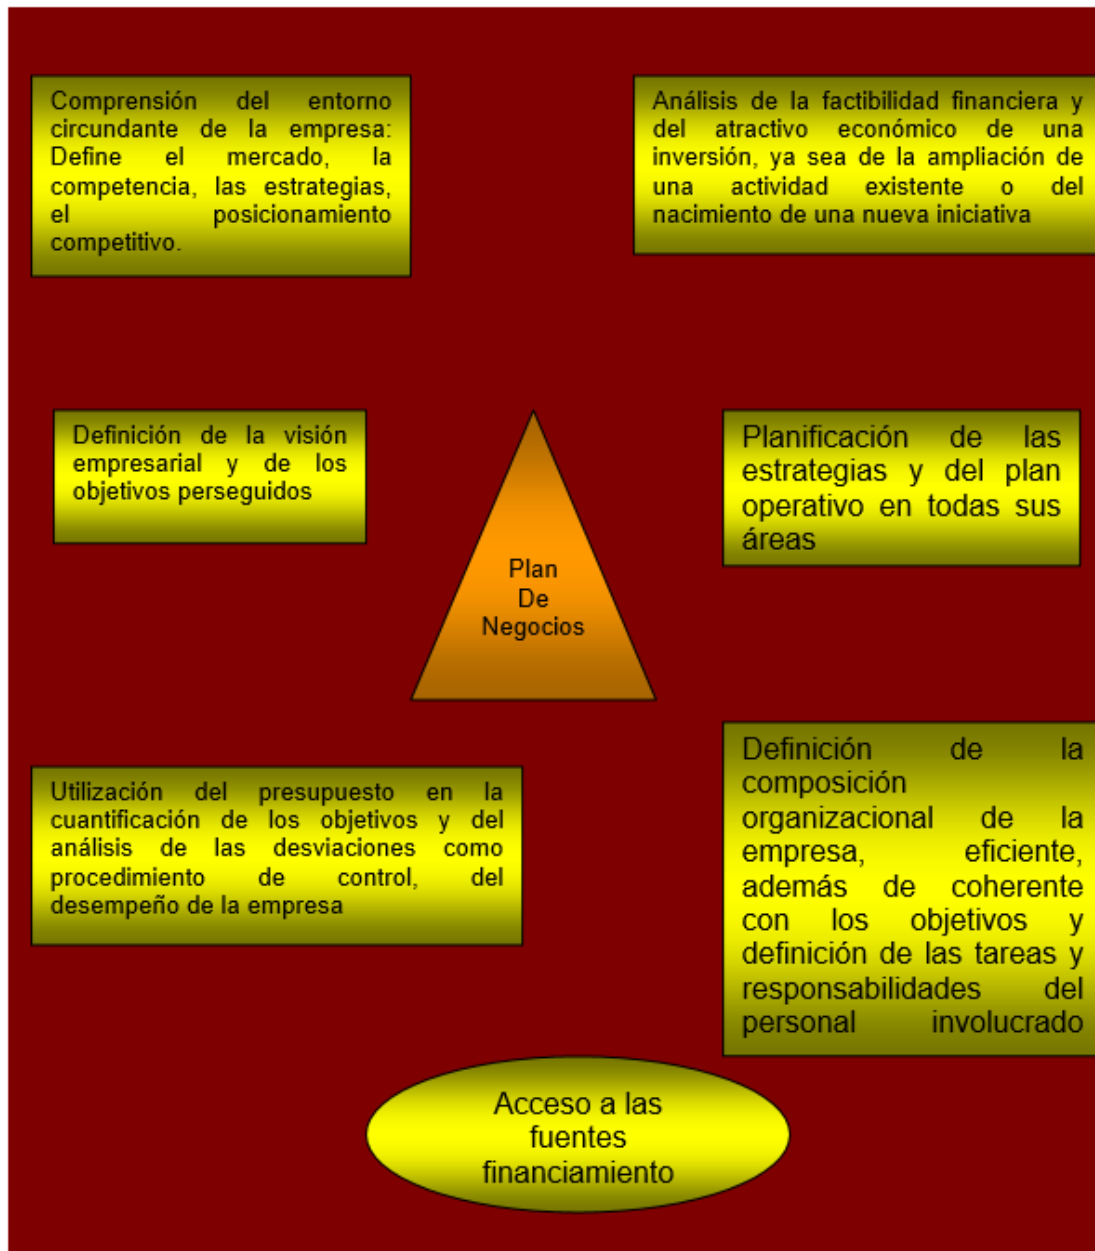 Comprensión del entorno
circundante de la empresa:
Define el mercado, la
competencia, las estrategias,
el posicionamiento
competitivo.
Análisis de la factibilidad financiera y
del atractivo económico de una
inversión, ya sea de la ampliación de
una actividad existente o del
nacimiento de una nueva iniciativa
Definición de la visión
empresarial y de los
objetivos perseguidos
Planificación de las
estrategias y del plan
operativo en todas sus
áreas
Plan
De
Negocios
Utilización del presupuesto en la
cuantificación de los objetivos y del
análisis de las desviaciones como
procedimiento de control, del
desempeño de la empresa
Definición de la
composición
organizacional de la
empresa, eficiente,
además de coherente
con los objetivos y
definición de las tareas y
responsabilidades del
personal involucrado
Acceso a las
fuentes
financiamiento